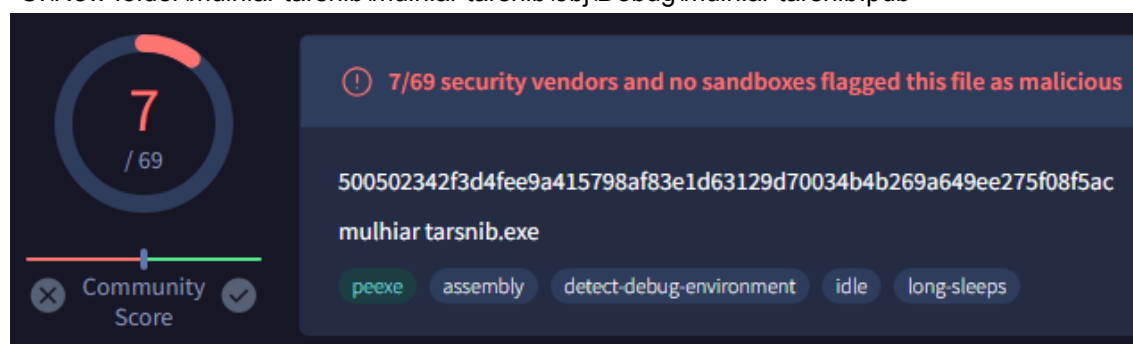 7
/ 69
Community
Score
7/69 security vendors and no sandboxes flagged this file as malicious
500502342f3d4fee9a415798af83e1d63129d70034b4b269a649ee275f08f5ac
mulhiar tarsnib.exe
peexe assembly detect-debug-environment idle long-sleeps